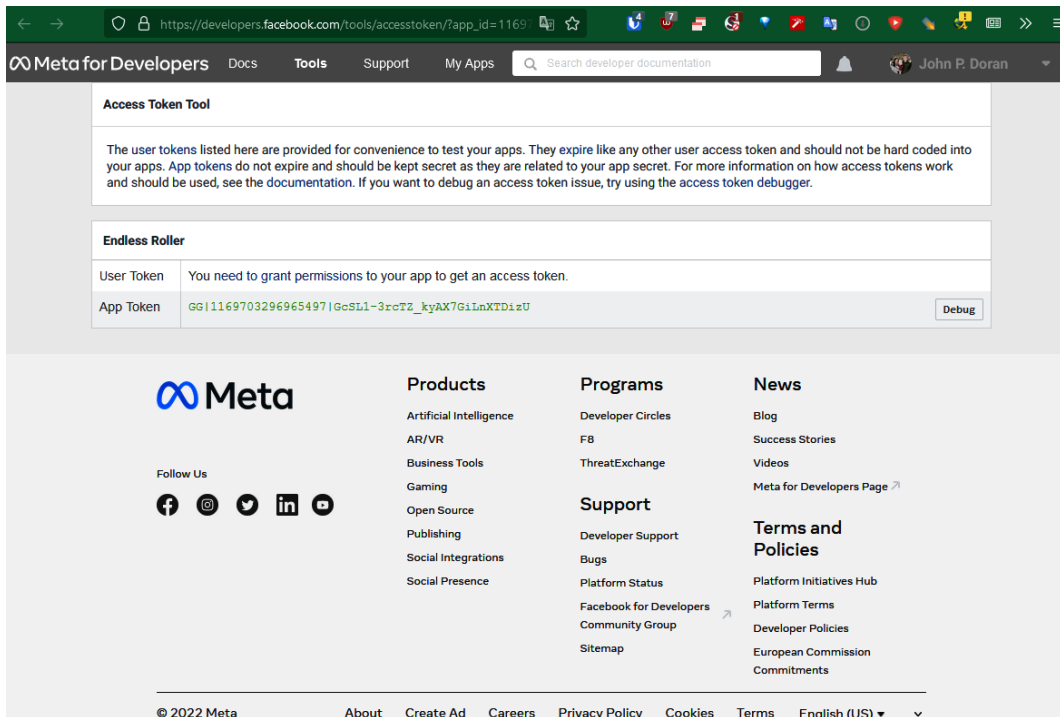 https://developers.facebook.com/tools/accesstoken/?app_id=1169
4
7
Meta for Developers Docs Tools Support My Apps Search developer documentation John P. Doran
Access Token Tool
The user tokens listed here are provided for convenience to test your apps. They expire like any other user access token and should not be hard coded into
your apps. App tokens do not expire and should be kept secret as they are related to your app secret. For more information on how access tokens work
and should be used, see the documentation. If you want to debug an access token issue, try using the access token debugger.
Endless Roller
User Token You need to grant permissions to your app to get an access token.
App Token GG|1169703296965497|GcSL1-3rcTZ_kyAX7GiLnXTDizU Debug
Meta
Follow Us
Products
Artificial Intelligence
AR/VR
Business Tools
Gaming
Open Source
Publishing
Social Integrations
Social Presence
Programs
Developer Circles
F8
ThreatExchange
Support
Developer Support
Bugs
Platform Status
Facebook for Developers
Community Group
Sitemap
News
Blog
Success Stories
Videos
Meta for Developers Page
Terms and
Policies
Platform Initiatives Hub
Platform Terms
Developer Policies
European Commission
Commitments
© 2022 Meta About Create Ad Careers Privacy Policy Cookies Terms English (US)